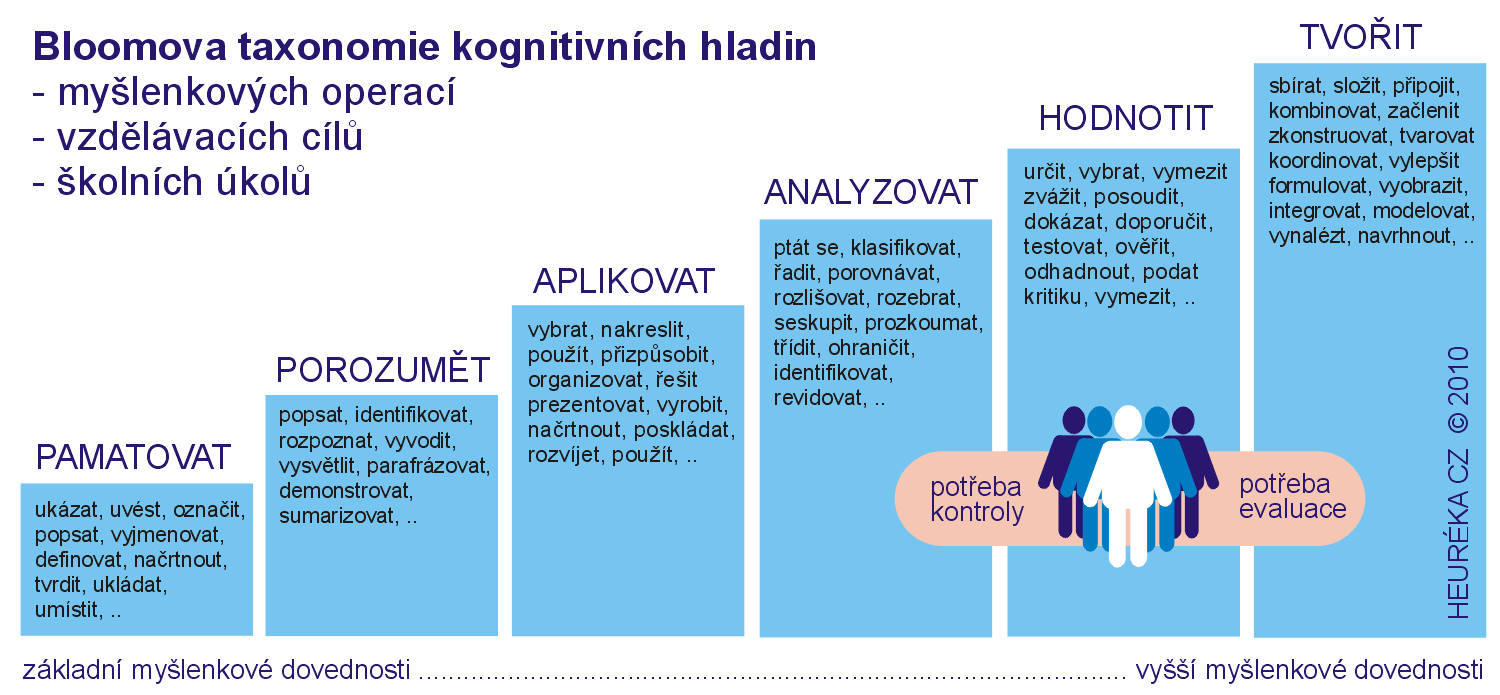 Bloomova taxonomie kognitivních hladin
- myšlenkových operací
- vzdělávacích cílů
- školních úkolů
PAMATOVAT
ukázat, uvést, označit,
popsat, vyjmenovat,
definovat, načrtnout,
tvrdit, ukládat,
umístit, ..
POROZUMĚT
popsat, identifikovat,
rozpoznat, vyvodit,
vysvětlit, parafrázovat,
demonstrovat,
sumarizovat, ..
APLIKOVAT
vybrat, nakreslit,
použít, přizpůsobit,
organizovat, řešit
prezentovat, vyrobit,
načrtnout, poskládat,
rozvíjet, použít, ..
ANALYZOVAT
ptát se, klasifikovat,
řadit, porovnávat,
rozlišovat, rozebrat,
seskupit, prozkoumat,
třídit, ohraničit,
identifikovat,
revidovat, ..
HODNOTIT
určit, vybrat, vymezit
zvážit, posoudit,
dokázat, doporučit,
testovat, ověřit,
odhadnout, podat
kritiku, vymezit, ..
TVOŘIT
sbírat, složit, připojit,
kombinovat, začlenit
zkonstruovat, tvarovat
koordinovat, vylepšit
formulovat, vyobrazit,
integrovat, modelovat,
vynalézt, navrhnout, ..
potřeba
kontroly
potřeba
evaluace
HEURÉKA CZ © 2010
základní myšlenkové dovednosti ........................................................................................... vyšší myšlenkové dovednosti